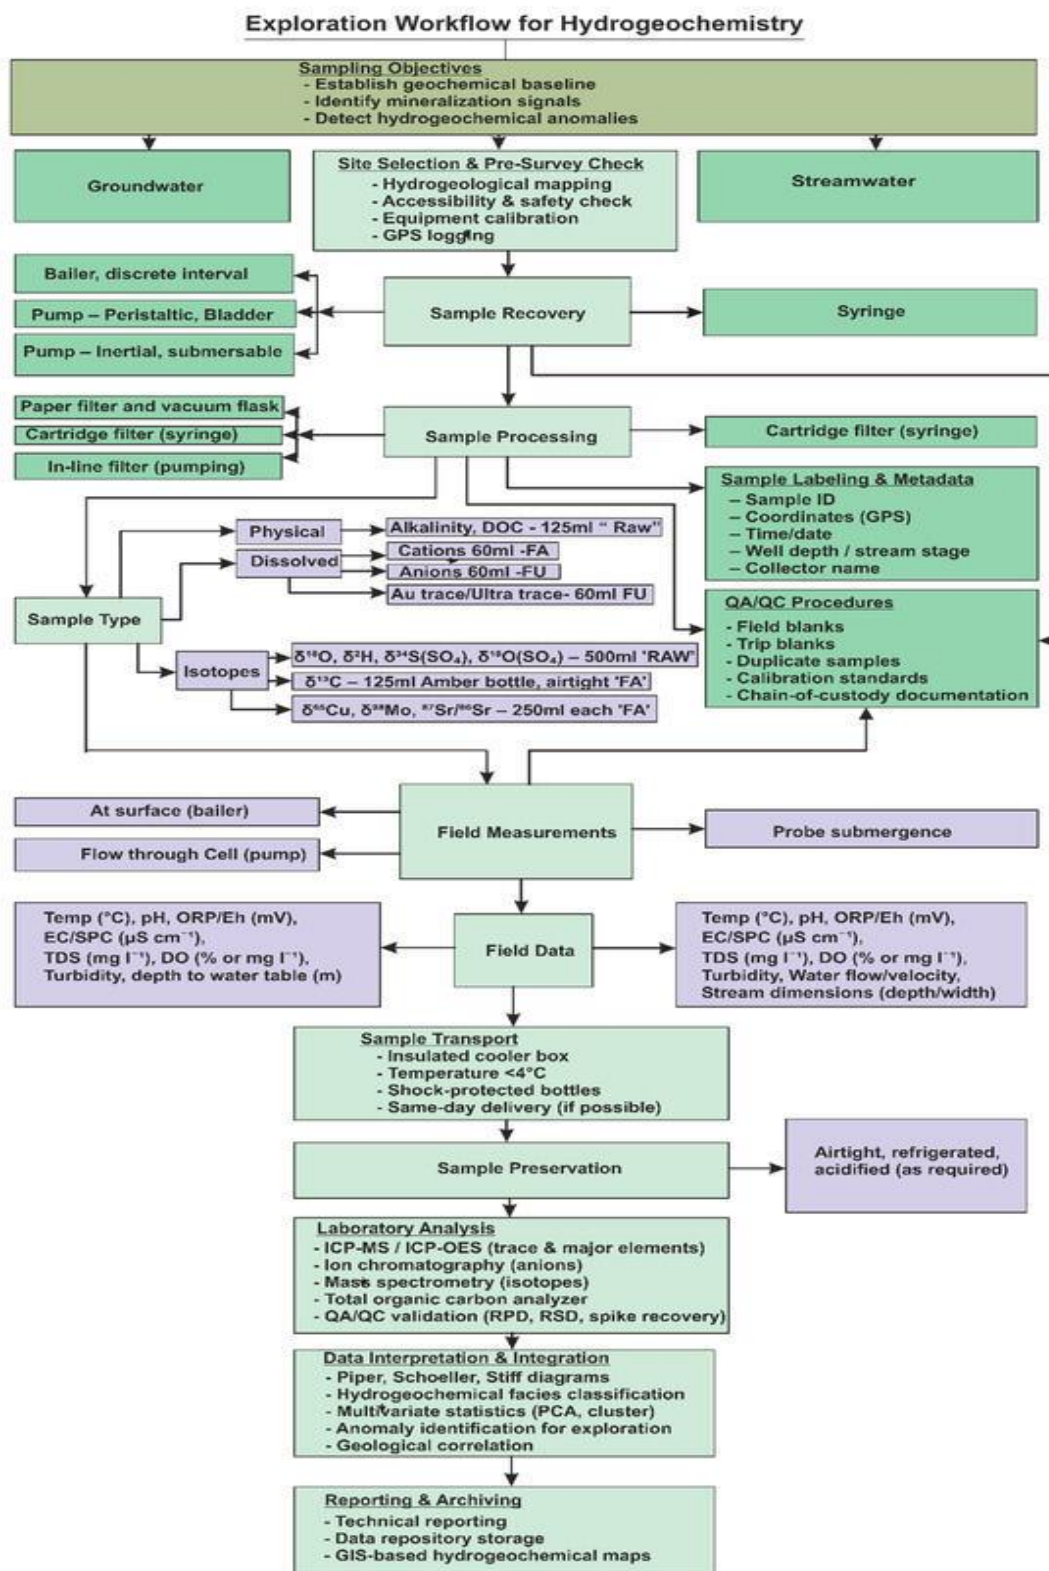 Exploration Workflow for Hydrogeochemistry
Sampling Objectives
- Establish geochemical baseline
- Identify mineralization signals
- Detect hydrogeochemical anomalies
Groundwater
Site Selection & Pre-Survey Check
- Hydrogeological mapping
- Accessibility & safety check
- Equipment calibration
- GPS logging
Streamwater
Bailer, discrete interval
Pump – Peristaltic, Bladder
Pump – Inertial, submersable
Sample Recovery
Syringe
Paper filter and vacuum flask
Cartridge filter (syringe)
In-line filter (pumping)
Sample Processing
Cartridge filter (syringe)
Sample Labeling & Metadata
– Sample ID
– Coordinates (GPS)
– Time/date
– Well depth / stream stage
– Collector name
Physical
Alkalinity, DOC - 125ml “ Raw”
Dissolved
Cations 60ml -FA
Anions 60ml -FU
Au trace/Ultra trace- 60ml FU
Sample Type
QA/QC Procedures
- Field blanks
- Trip blanks
- Duplicate samples
- Calibration standards
- Chain-of-custody documentation
Isotopes
δ¹⁸O, δ²H, δ³⁴S(SO₄), δ¹⁸O(SO₄) – 500ml 'RAW'
δ¹³C – 125ml Amber bottle, airtight 'FA'
δ⁶⁵Cu, δ⁹⁸Mo, ⁸⁷Sr/⁸⁶Sr – 250ml each 'FA'
At surface (bailer)
Flow through Cell (pump)
Field Measurements
Probe submergence
Temp (°C), pH, ORP/Eh (mV),
EC/SPC (µS cm⁻¹),
TDS (mg l⁻¹), DO (% or mg l⁻¹),
Turbidity, depth to water table (m)
Field Data
Temp (°C), pH, ORP/Eh (mV),
EC/SPC (µS cm⁻¹),
TDS (mg l⁻¹), DO (% or mg l⁻¹),
Turbidity, Water flow/velocity,
Stream dimensions (depth/width)
Sample Transport
- Insulated cooler box
- Temperature <4°C
- Shock-protected bottles
- Same-day delivery (if possible)
Sample Preservation
Airtight, refrigerated,
acidified (as required)
Laboratory Analysis
- ICP-MS / ICP-OES (trace & major elements)
- Ion chromatography (anions)
- Mass spectrometry (isotopes)
- Total organic carbon analyzer
- QA/QC validation (RPD, RSD, spike recovery)
Data Interpretation & Integration
- Piper, Schoeller, Stiff diagrams
- Hydrogeochemical facies classification
- Multivariate statistics (PCA, cluster)
- Anomaly identification for exploration
- Geological correlation
Reporting & Archiving
- Technical reporting
- Data repository storage
- GIS-based hydrogeochemical maps